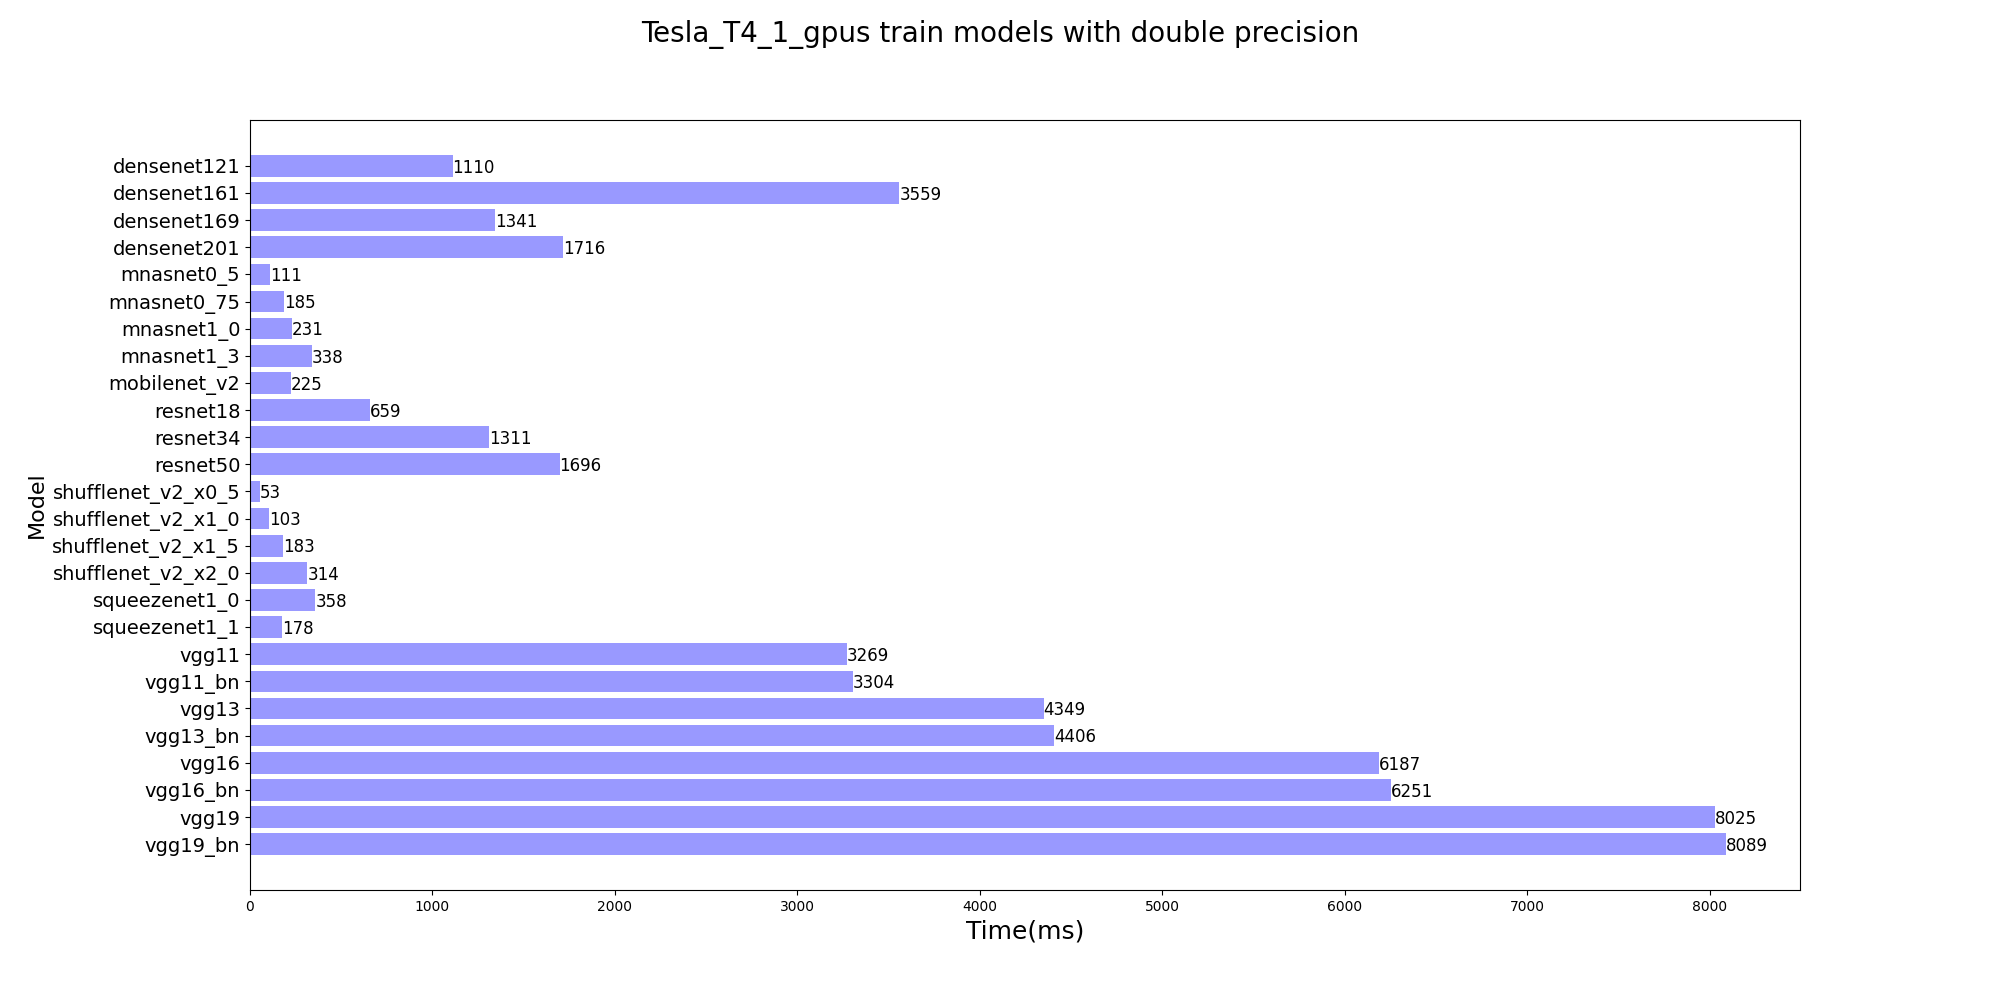 Tesla_T4_1_gpus train models with double precision
densenet121 1110
densenet161 3559
densenet169 1341
densenet201 1716
mnasnet0_5 111
mnasnet0_75 185
mnasnet1_0 231
mnasnet1_3 338
mobilenet_v2 225
resnet18 659
resnet34 1311
resnet50 1696
shufflenet_v2_x0_5 53
shufflenet_v2_x1_0 103
shufflenet_v2_x1_5 183
shufflenet_v2_x2_0 314
squeezenet1_0 358
squeezenet1_1 178
vgg11 3269
vgg11_bn 3304
vgg13 4349
vgg13_bn 4406
vgg16 6187
vgg16_bn 6251
vgg19 8025
vgg19_bn 8089
Model
0 1000 2000 3000 4000 5000 6000 7000 8000
Time(ms)